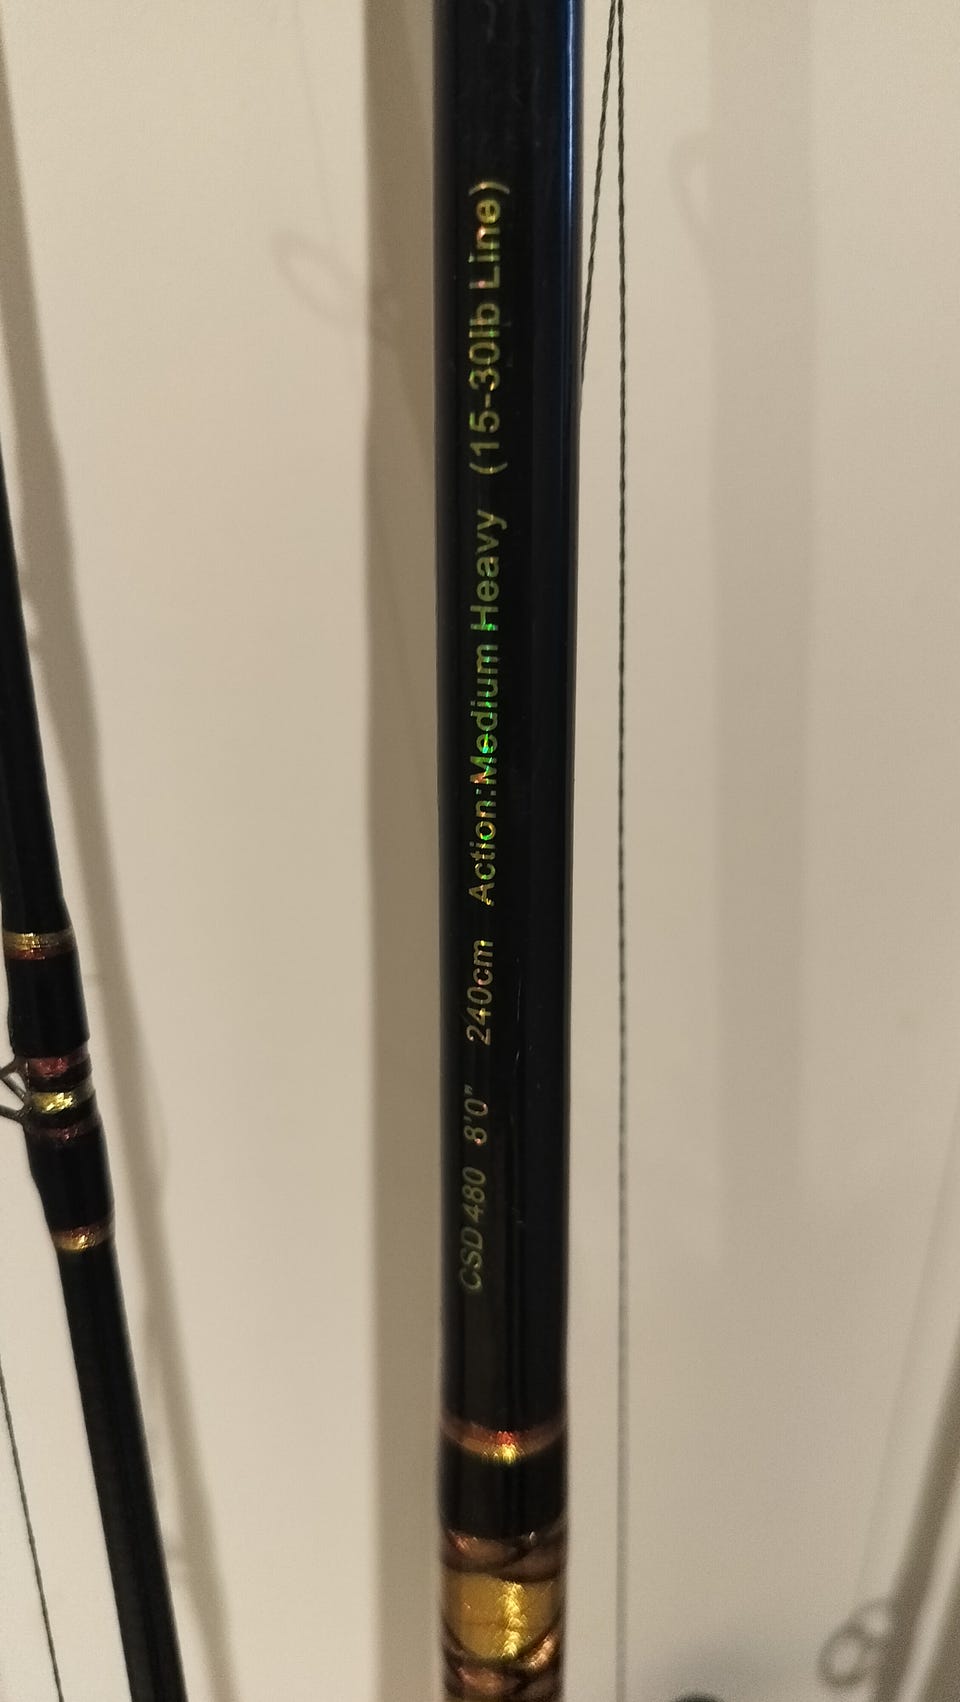 CSD 480 8'0" 240cm Action:Medium Heavy (15-30lb Line)